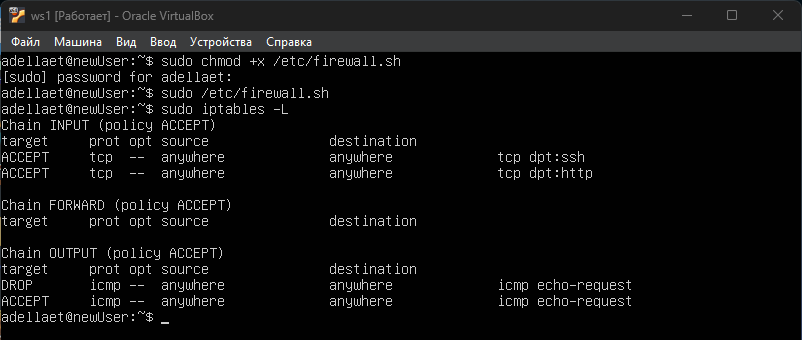 ws1 [Работает] - Oracle VirtualBox
Файл Машина Вид Ввод Устройства Справка
adellaet@newUser:~$ sudo chmod +x /etc/firewall.sh
[sudo] password for adellaet:
adellaet@newUser:~$ sudo /etc/firewall.sh
adellaet@newUser:~$ sudo iptables -L
Chain INPUT (policy ACCEPT)
target     prot opt source               destination
ACCEPT     tcp  --  anywhere             anywhere             tcp dpt:ssh
ACCEPT     tcp  --  anywhere             anywhere             tcp dpt:http

Chain FORWARD (policy ACCEPT)
target     prot opt source               destination

Chain OUTPUT (policy ACCEPT)
target     prot opt source               destination
DROP       icmp --  anywhere             anywhere             icmp echo-request
ACCEPT     icmp --  anywhere             anywhere             icmp echo-request
adellaet@newUser:~$ _